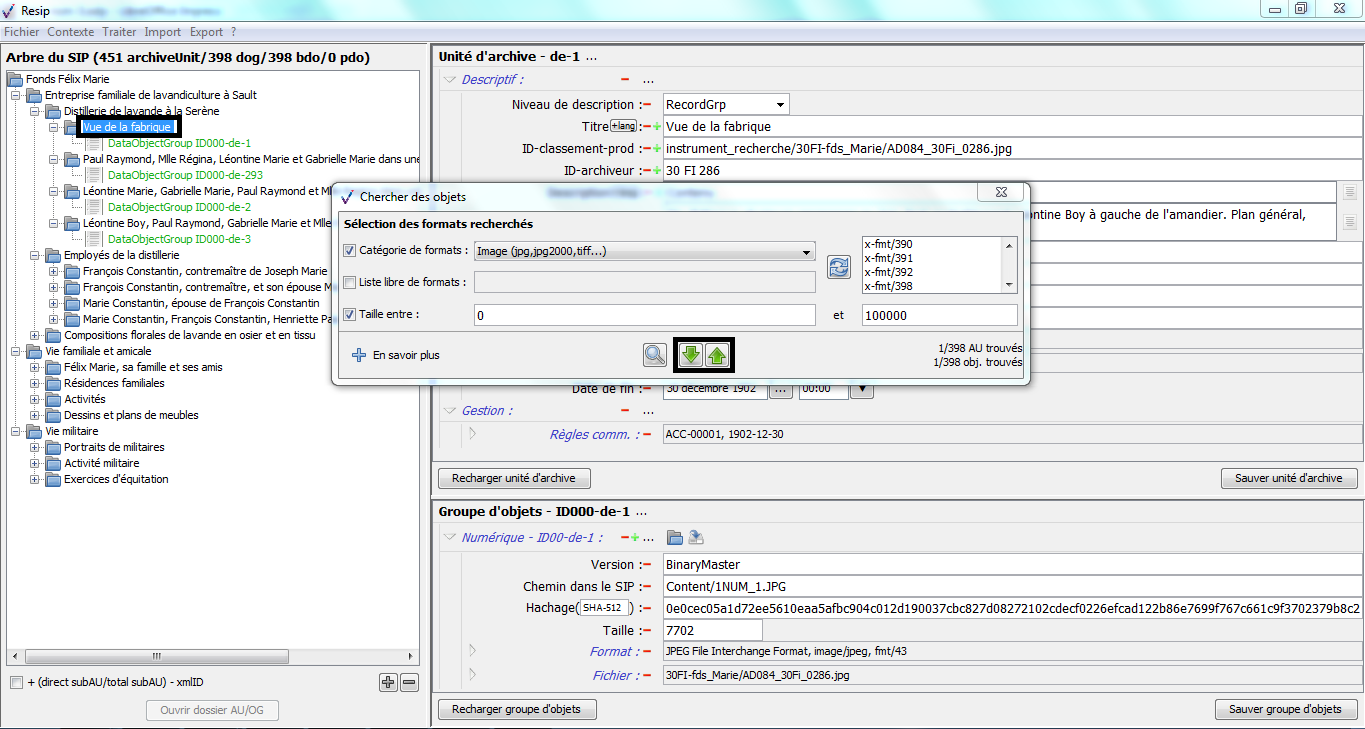 Resip
Fichier Contexte Traiter Import Export ?
Arbre du SIP (451 archiveUnit/398 dog/398 bdo/0 pdo)
Fonds Félix Marie
Entreprise familiale de lavandiculture à Sault
Distillerie de lavande à la Serène
Vue de la fabrique
DataObjectGroup ID000-de-1
Paul Raymond, Mlle Régina, Léontine Marie et Gabrielle Marie dans une
DataObjectGroup ID000-de-293
Léontine Marie, Gabrielle Marie, Paul Raymond et Ml
DataObjectGroup ID000-de-2
Léontine Boy, Paul Raymond, Gabrielle Marie et Mlle
DataObjectGroup ID000-de-3
Employés de la distillerie
François Constantin, contremaître de Joseph Marie
François Constantin, contremaître, et son épouse M
Marie Constantin, épouse de François Constantin
Marie Constantin, François Constantin, Henriette Pa
Compositions florales de lavande en osier et en tissu
Vie familiale et amicale
Félix Marie, sa famille et ses amis
Résidences familiales
Activités
Dessins et plans de meubles
Vie militaire
Portraits de militaires
Activité militaire
Exercices d'équitation
+ (direct subAU/total subAU) - xmlID
Ouvrir dossier AU/OG
Unité d'archive - de-1 ...
Descriptif : ...
Niveau de description : RecordGrp
Titre +lang : Vue de la fabrique
ID-classement-prod : instrument_recherche/30FI-fds_Marie/AD084_30Fi_0286.jpg
ID-archiveur : 30 FI 286
ntine Boy à gauche de l'amandier. Plan général,
Chercher des objets
Sélection des formats recherchés
Catégorie de formats : Image (jpg,jpg2000,tiff...)
x-fmt/390
x-fmt/391
x-fmt/392
x-fmt/398
Liste libre de formats :
Taille entre : 0 et 100000
En savoir plus
1/398 AU trouvés
1/398 obj. trouvés
Date de fin : 30 décembre 1902 ... 00:00
Gestion : ...
Règles comm. : ACC-00001, 1902-12-30
Recharger unité d'archive
Sauver unité d'archive
Groupe d'objets - ID000-de-1 ...
Numérique - ID00-de-1 : ...
Version : BinaryMaster
Chemin dans le SIP : Content/1NUM_1.JPG
Hachage( SHA-512 ) : 0e0cec05a1d72ee5610eaa5afbc904c012d190037cbc827d08272102cdecf0226efcad122b86e7699f767c661c9f3702379b8c2
Taille : 7702
Format : JPEG File Interchange Format, image/jpeg, fmt/43
Fichier : 30FI-fds_Marie/AD084_30Fi_0286.jpg
Recharger groupe d'objets
Sauver groupe d'objets